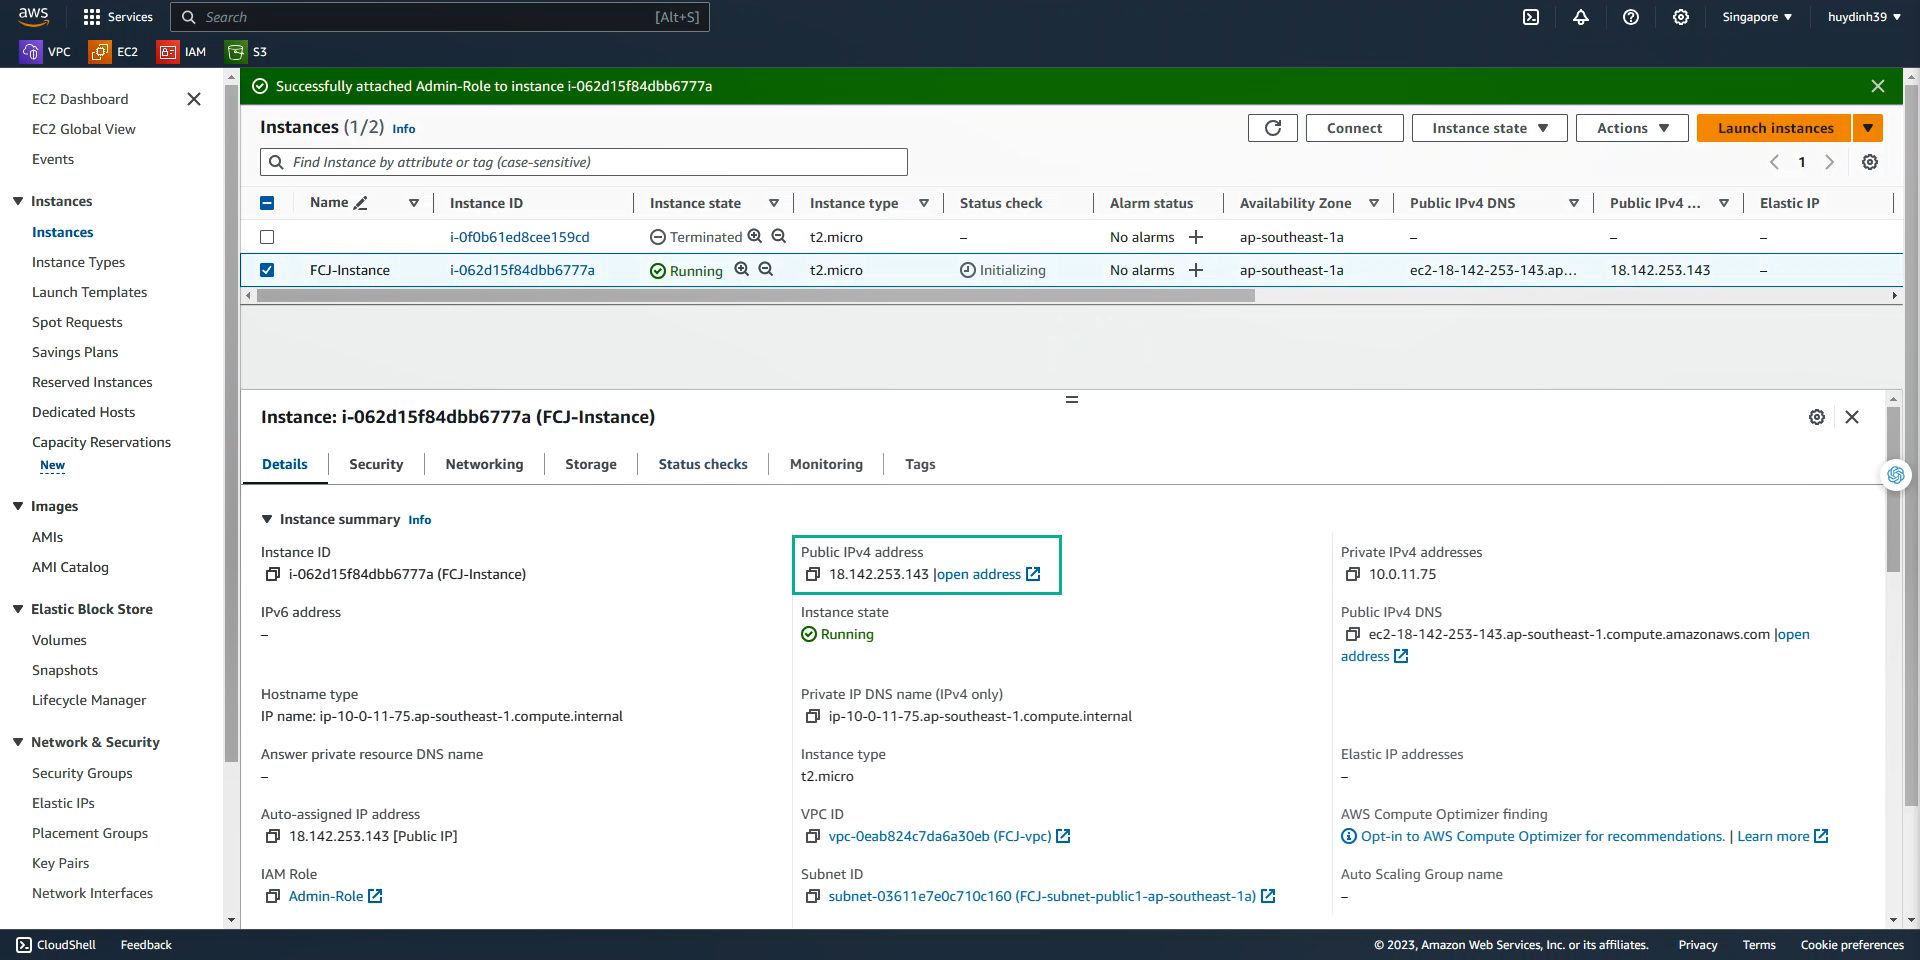 aws Services Search [Alt+S] Singapore huydinh39
VPC EC2 IAM S3
EC2 Dashboard
EC2 Global View
Events
Instances
Instances
Instance Types
Launch Templates
Spot Requests
Savings Plans
Reserved Instances
Dedicated Hosts
Capacity Reservations
New
Images
AMIs
AMI Catalog
Elastic Block Store
Volumes
Snapshots
Lifecycle Manager
Network & Security
Security Groups
Elastic IPs
Placement Groups
Key Pairs
Network Interfaces
Successfully attached Admin-Role to instance i-062d15f84dbb6777a
Instances (1/2) Info Connect Instance state Actions Launch instances
Find Instance by attribute or tag (case-sensitive) 1
Name Instance ID Instance state Instance type Status check Alarm status Availability Zone Public IPv4 DNS Public IPv4 ... Elastic IP
i-0f0b61ed8cee159cd Terminated t2.micro – No alarms ap-southeast-1a – – –
FCJ-Instance i-062d15f84dbb6777a Running t2.micro Initializing No alarms ap-southeast-1a ec2-18-142-253-143.ap... 18.142.253.143 –
Instance: i-062d15f84dbb6777a (FCJ-Instance)
Details Security Networking Storage Status checks Monitoring Tags
Instance summary Info
Instance ID
i-062d15f84dbb6777a (FCJ-Instance)
Public IPv4 address
18.142.253.143 |open address
Private IPv4 addresses
10.0.11.75
IPv6 address
–
Instance state
Running
Public IPv4 DNS
ec2-18-142-253-143.ap-southeast-1.compute.amazonaws.com |open
address
Hostname type
IP name: ip-10-0-11-75.ap-southeast-1.compute.internal
Private IP DNS name (IPv4 only)
ip-10-0-11-75.ap-southeast-1.compute.internal
Answer private resource DNS name
–
Instance type
t2.micro
Elastic IP addresses
–
Auto-assigned IP address
18.142.253.143 [Public IP]
VPC ID
vpc-0eab824c7da6a30eb (FCJ-vpc)
AWS Compute Optimizer finding
Opt-in to AWS Compute Optimizer for recommendations. | Learn more
IAM Role
Admin-Role
Subnet ID
subnet-03611e7e0c710c160 (FCJ-subnet-public1-ap-southeast-1a)
Auto Scaling Group name
–
CloudShell Feedback © 2023, Amazon Web Services, Inc. or its affiliates. Privacy Terms Cookie preferences